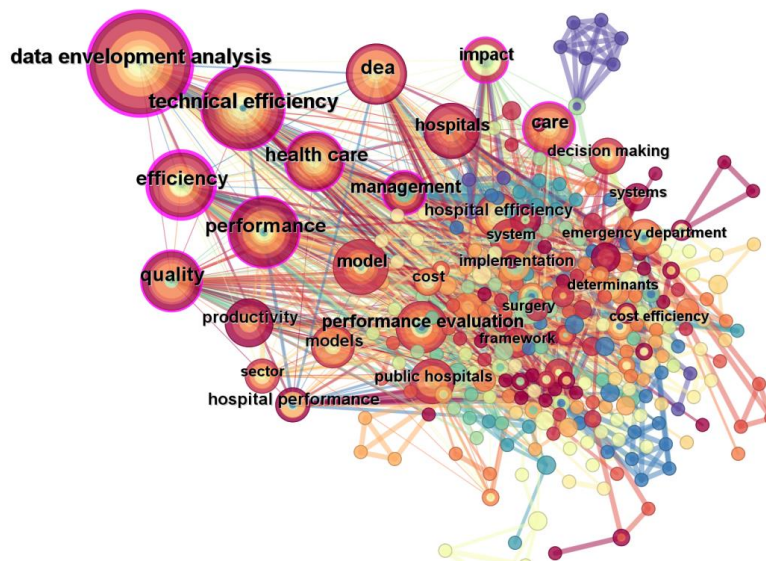 data envelopment analysis
impact
dea
technical efficiency
hospitals
care
health care
decision making
efficiency
management
systems
hospital efficiency
performance
system
emergency department
model
implementation
quality
cost
determinants
surgery
productivity
performance evaluation
cost efficiency
models
framework
sector
public hospitals
hospital performance